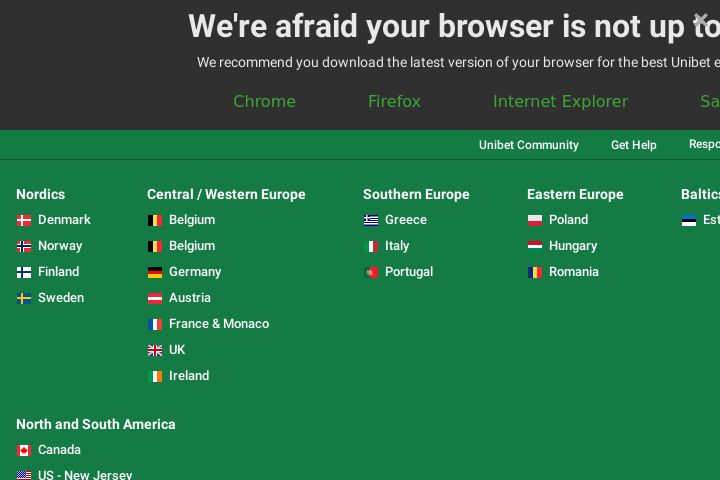 We're afraid your browser is not up to
We recommend you download the latest version of your browser for the best Unibet e
Chrome Firefox Internet Explorer Sa
Unibet Community Get Help Respo
Nordics
Denmark
Norway
Finland
Sweden
Central / Western Europe
Belgium
Belgium
Germany
Austria
France & Monaco
UK
Ireland
Southern Europe
Greece
Italy
Portugal
Eastern Europe
Poland
Hungary
Romania
Baltics
Est
North and South America
Canada
US - New Jersey